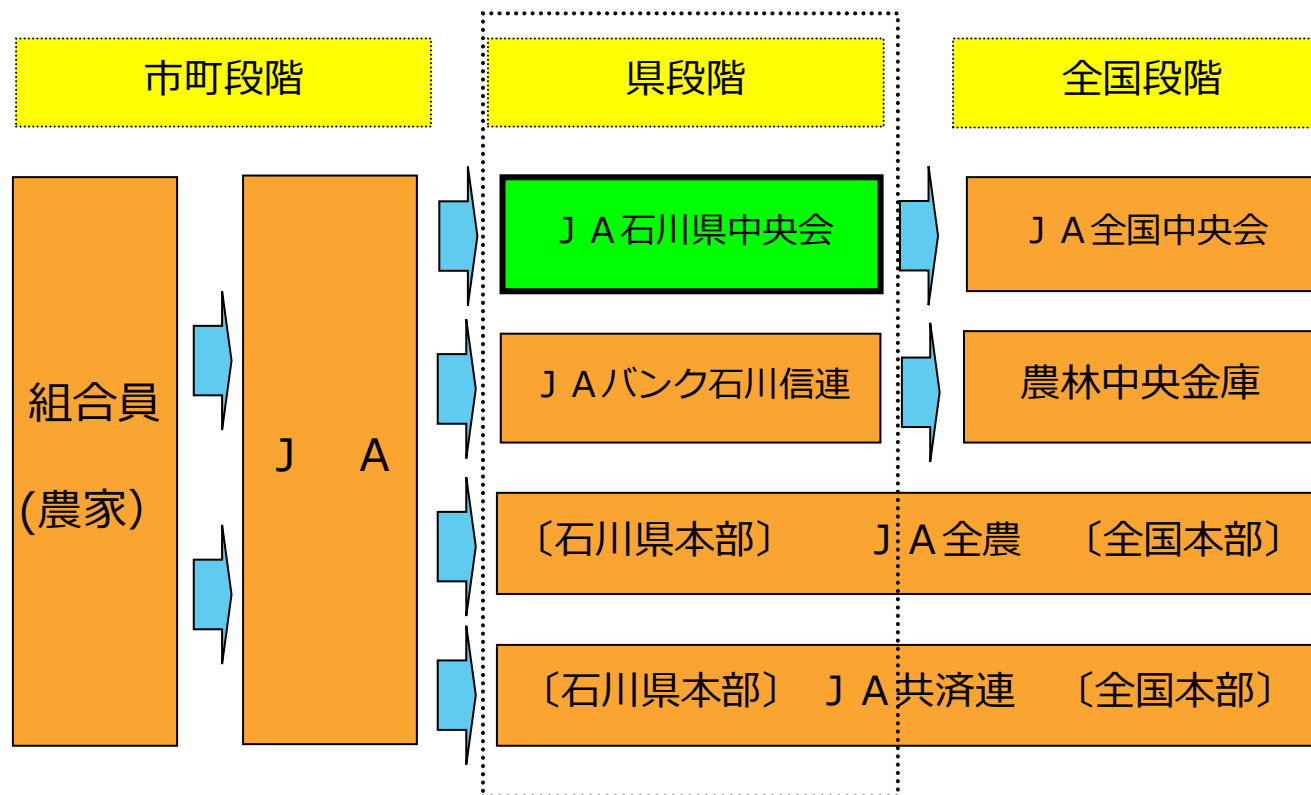 市町段階
県段階
全国段階
組合員
(農家）
Ｊ　Ａ
ＪＡ石川県中央会
ＪＡ全国中央会
ＪＡバンク石川信連
農林中央金庫
〔石川県本部〕　ＪＡ全農　〔全国本部〕
〔石川県本部〕　ＪＡ共済連　〔全国本部〕